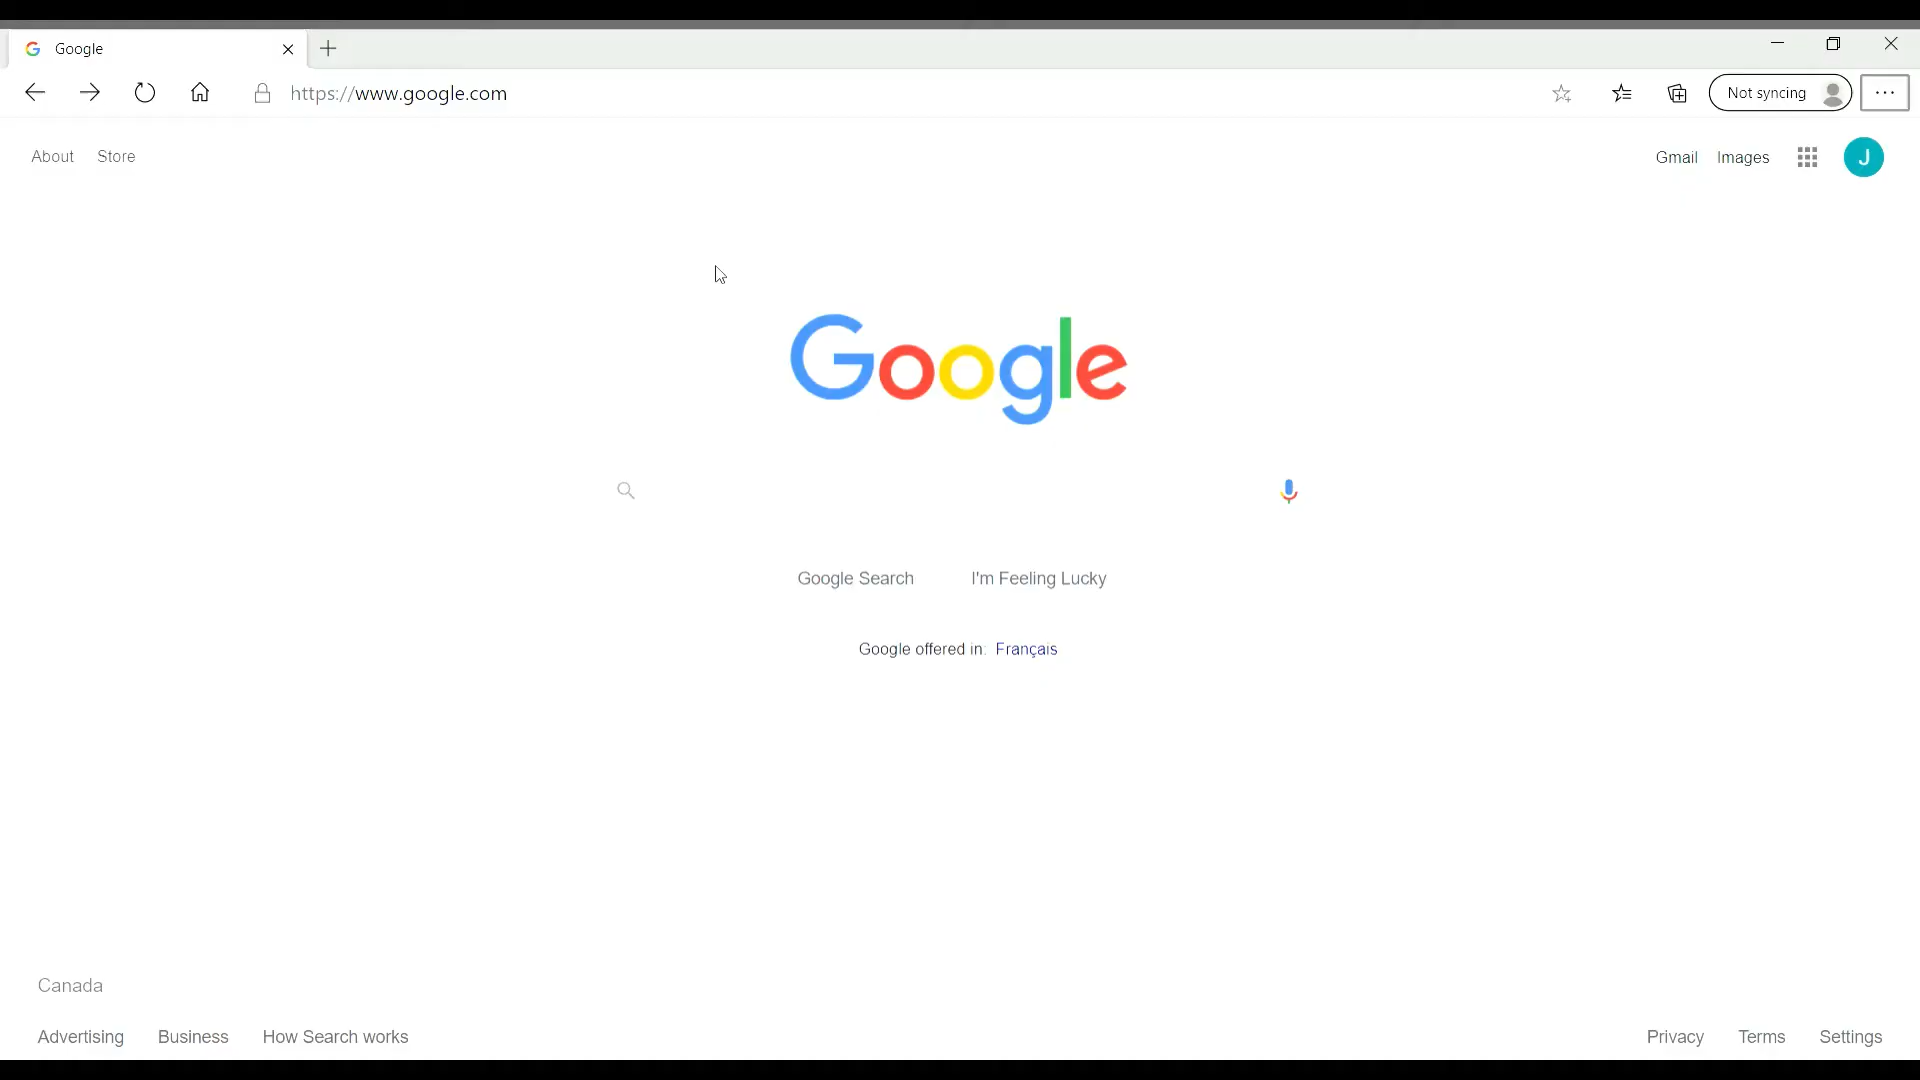 Google
https://www.google.com
Not syncing
About Store
Gmail Images J
Google
Google Search I'm Feeling Lucky
Google offered in: Français
Canada
Advertising Business How Search works
Privacy Terms Settings